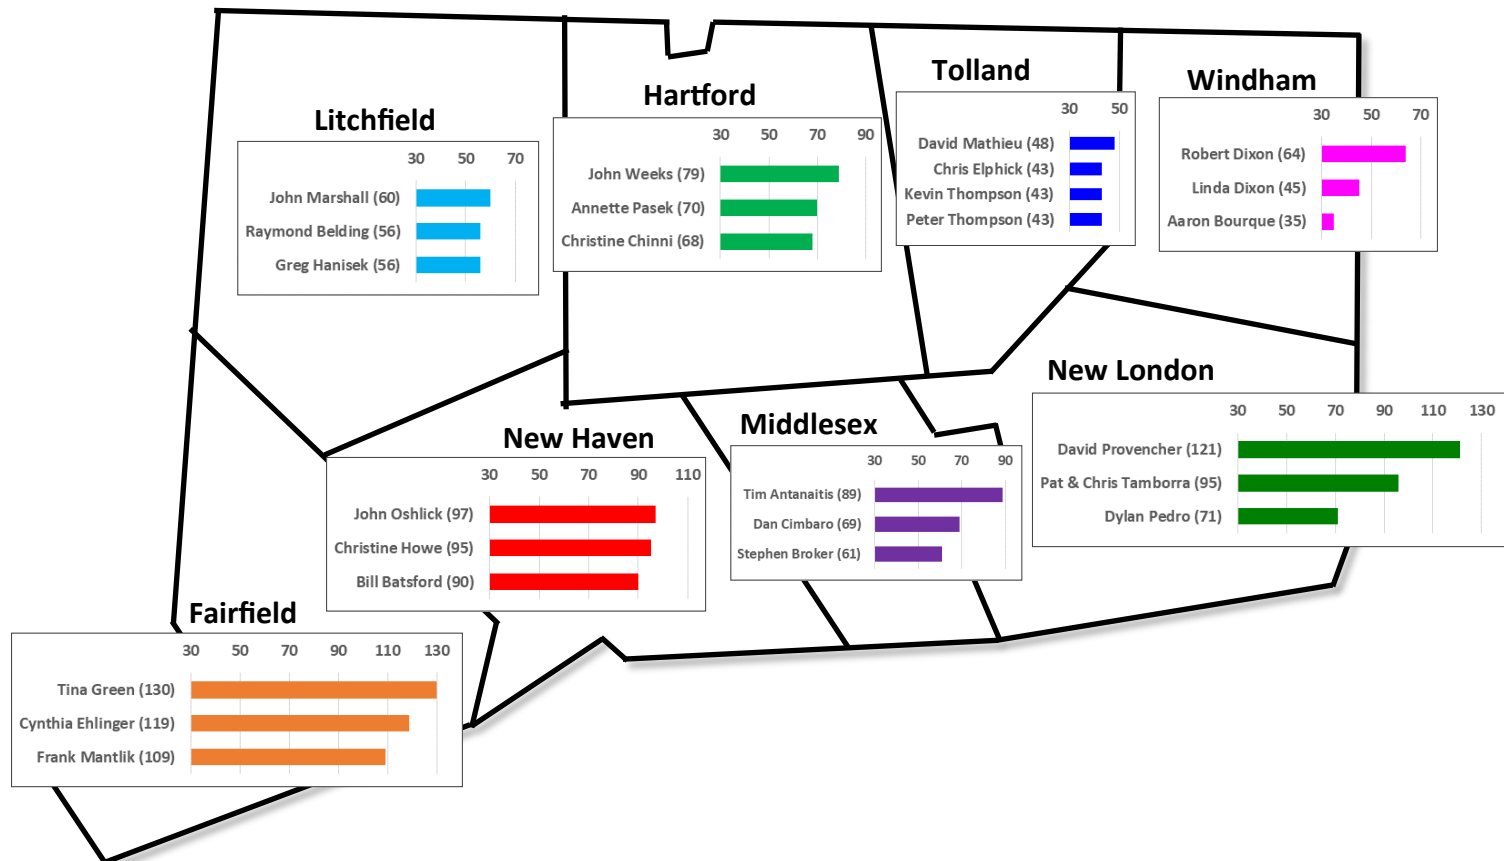 Litchfield
30 50 70
John Marshall (60)
Raymond Belding (56)
Greg Hanisek (56)
Hartford
30 50 70 90
John Weeks (79)
Annette Pasek (70)
Christine Chinni (68)
Tolland
30 50
David Mathieu (48)
Chris Elphick (43)
Kevin Thompson (43)
Peter Thompson (43)
Windham
30 50 70
Robert Dixon (64)
Linda Dixon (45)
Aaron Bourque (35)
New London
30 50 70 90 110 130
David Provencher (121)
Pat & Chris Tamborra (95)
Dylan Pedro (71)
Middlesex
30 50 70 90
Tim Antanaitis (89)
Dan Cimbaro (69)
Stephen Broker (61)
New Haven
30 50 70 90 110
John Oshlick (97)
Christine Howe (95)
Bill Batsford (90)
Fairfield
30 50 70 90 110 130
Tina Green (130)
Cynthia Ehlinger (119)
Frank Mantlik (109)